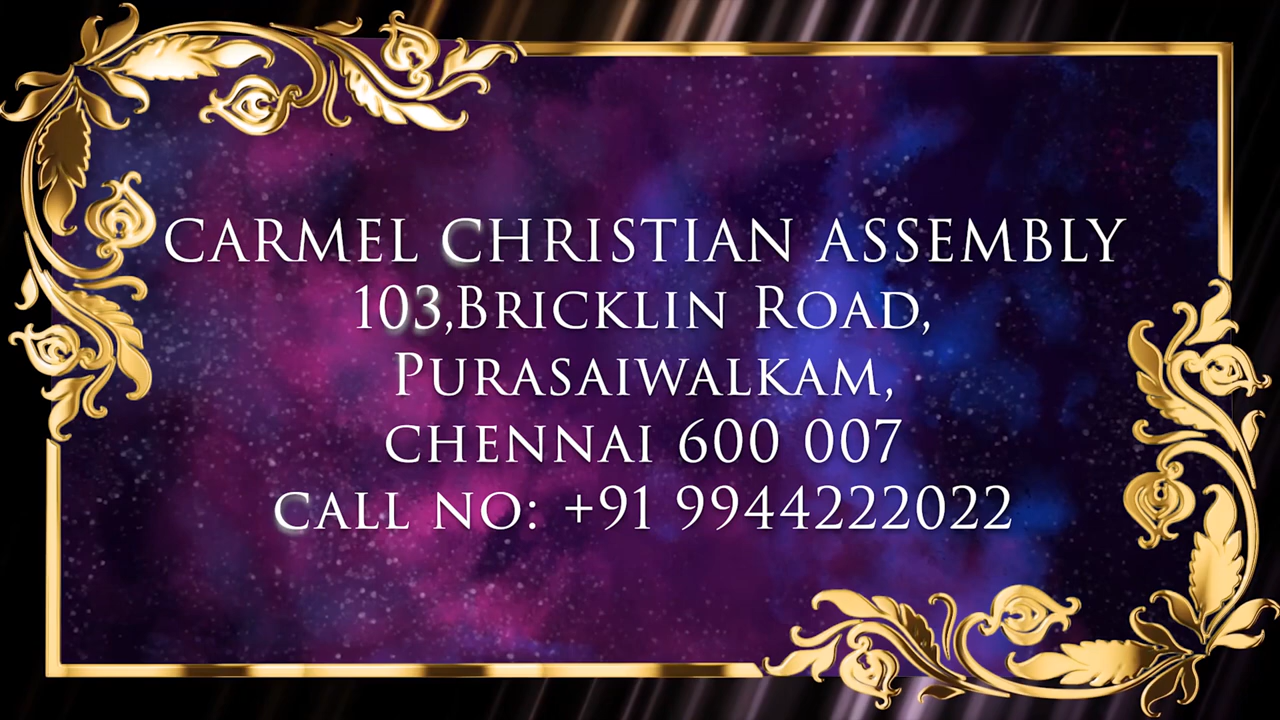 CARMEL CHRISTIAN ASSEMBLY
103,BRICKLIN ROAD,
PURASAIWALKAM,
CHENNAI 600 007
CALL NO: +91 9944222022